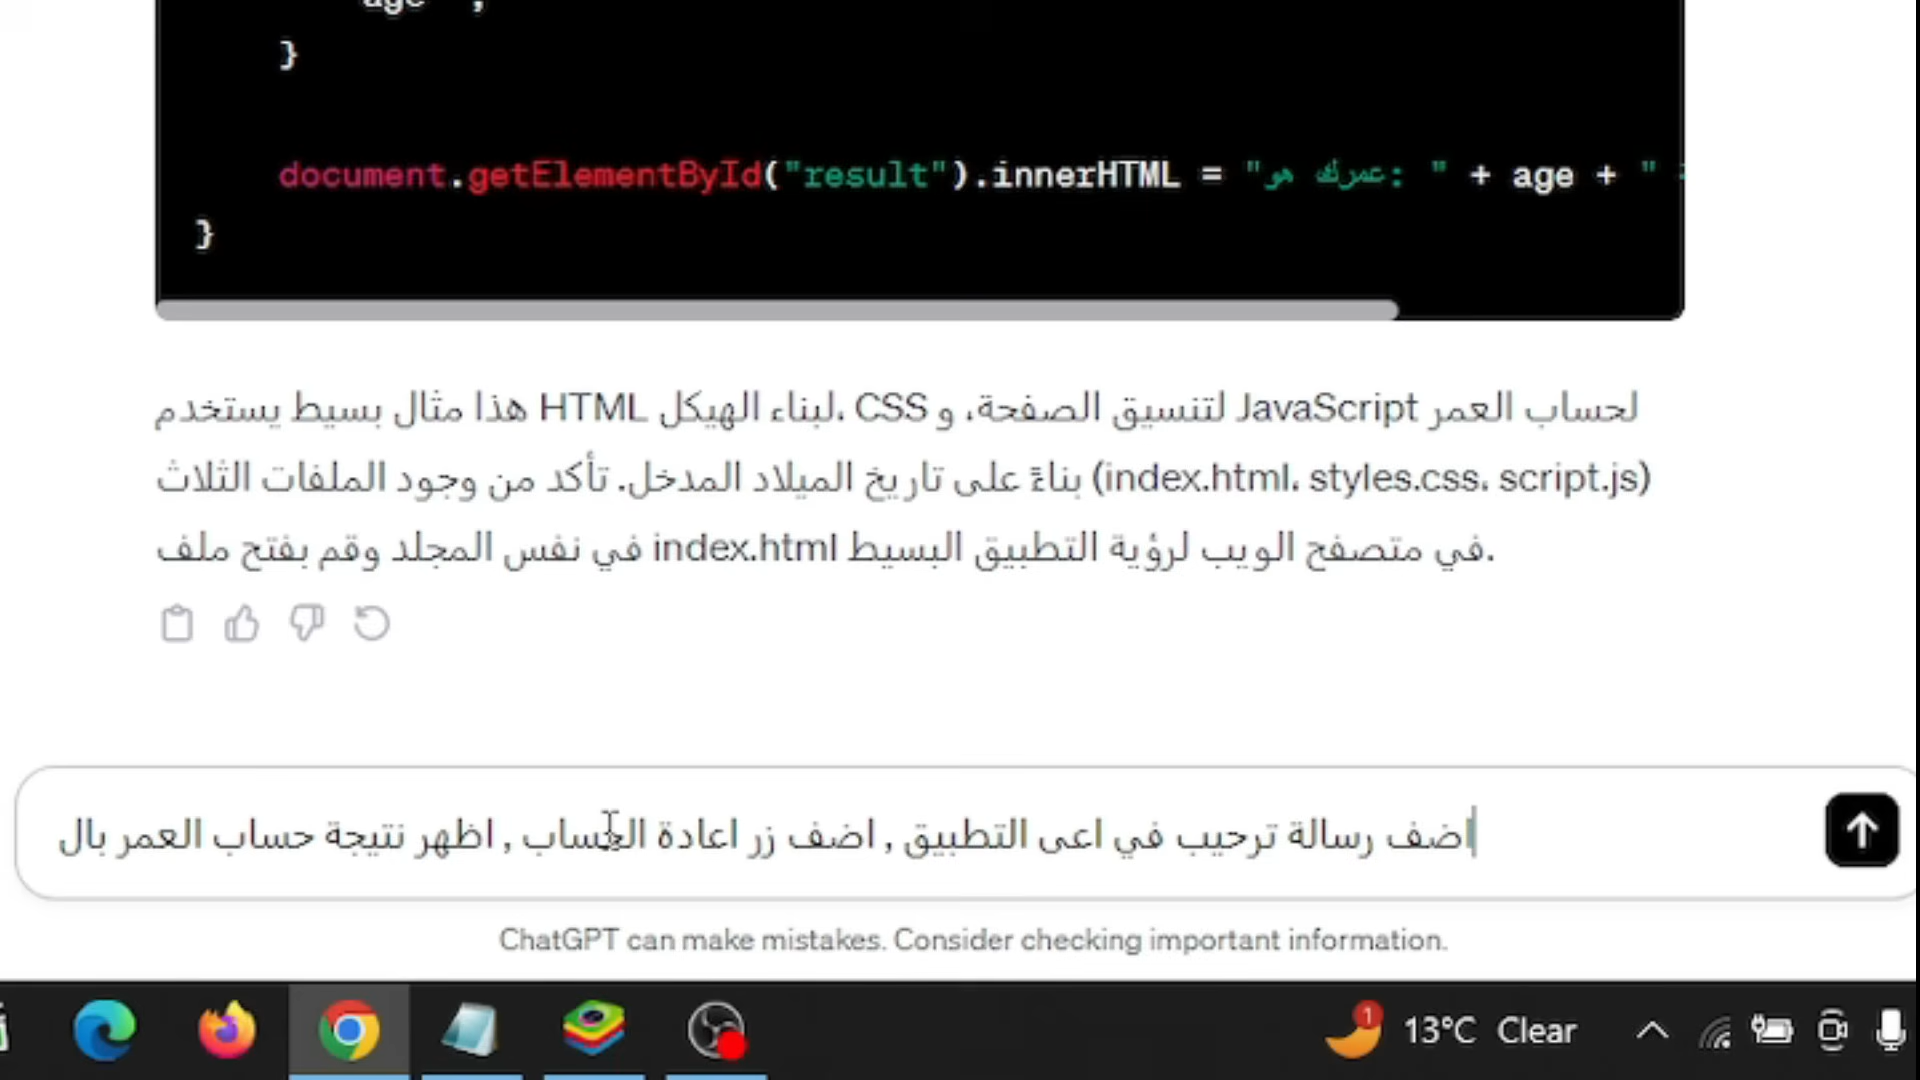 age ;
}
document.getElementById("result").innerHTML = "عمرك هو: " + age + "
}
هذا مثال بسيط يستخدم HTML لبناء الهيكل، CSS لتنسيق الصفحة، و JavaScript لحساب العمر
بناءً على تاريخ الميلاد المدخل. تأكد من وجود الملفات الثلاث (index.html، styles.css، script.js)
في نفس المجلد وقم بفتح ملف index.html في متصفح الويب لرؤية التطبيق البسيط.
اضف رسالة ترحيب في اعى التطبيق , اضف زر اعادة الحساب , اظهر نتيجة حساب العمر بال
ChatGPT can make mistakes. Consider checking important information.
1
13°C Clear